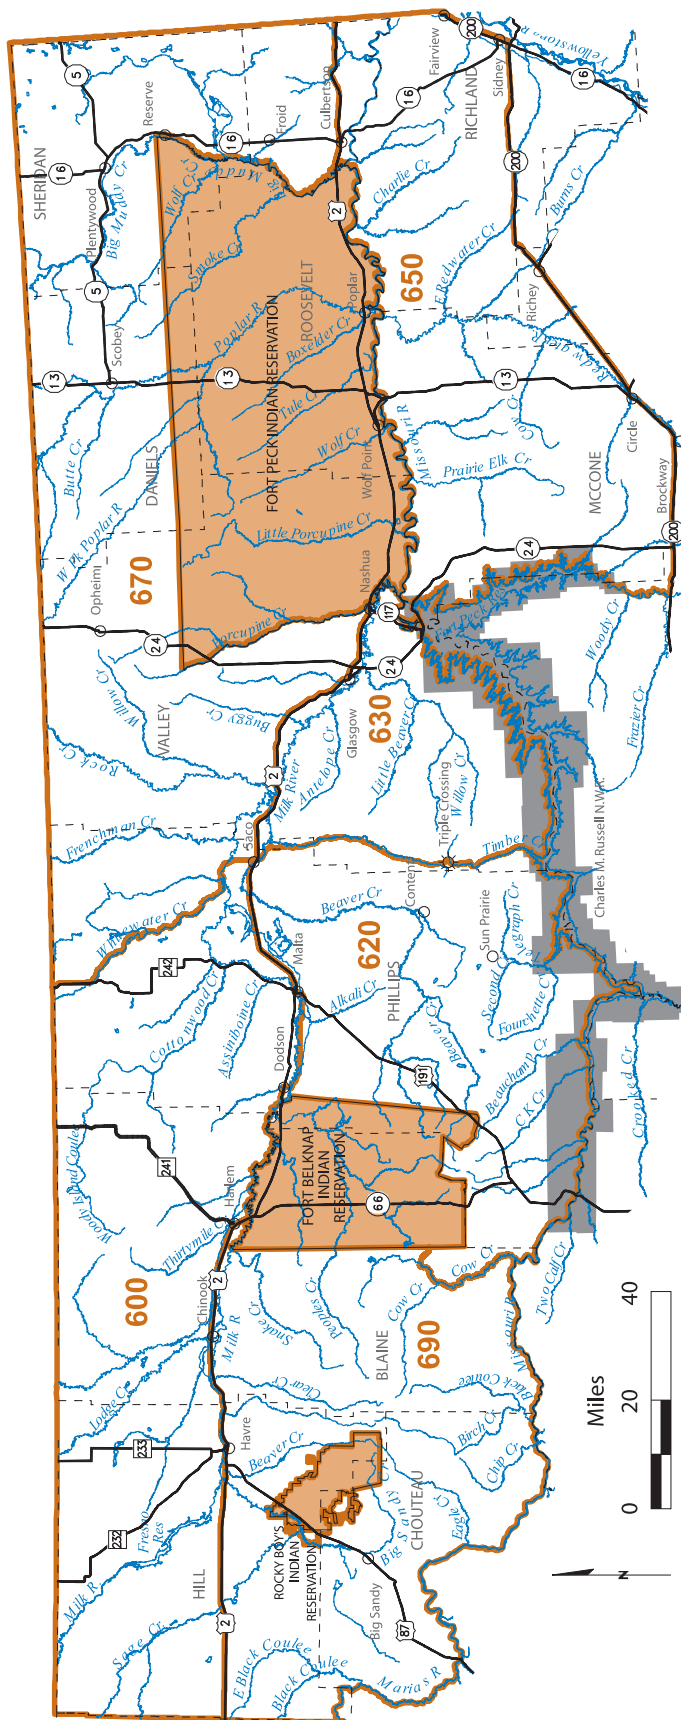 SHERIDAN
5
16
Plentywood
Big Muddy Cr
5
Scobey
13
Butte Cr
W Pk Poplar R
DANIELS
670
Opheim
24
Reserve
16
Froid
Culbertson
Wolf Cr
Big Muddy Cr
Smoke Cr
Poplar R
ROOSEVELT
FORT PECK INDIAN RESERVATION
Boxelder Cr
Poplar
2
13
Tule Cr
Wolf Cr
Wolf Point
Little Porcupine Cr
Nashua
Porcupine Cr
Fairview
200
Sidney
Yellowstone R
16
16
RICHLAND
200
Charlie Cr
Burns Cr
E Redwater Cr
650
Richey
Redwater R
13
Missouri R
Cow Cr
Prairie Elk Cr
Circle
MCCONE
Brockway
200
24
117
Fort Peck Lake
24
Woody Cr
Frazier Cr
Willow Cr
Buggy Cr
VALLEY
Rock Cr
Glasgow
630
2
Milk River
Antelope Cr
Little Beaver Cr
Triple Crossing
Willow Cr
Timber Cr
Charles M. Russell N.W.R.
Frenchman Cr
Saco
Whitewater Cr
Beaver Cr
Content
620
Sun Prairie
Telegraph Cr
Second
Fourchette Cr
Malta
242
Cottonwood Cr
Assiniboine Cr
Alkali Cr
PHILLIPS
Beaver Cr
Dodson
191
Beauchamp Cr
C K Cr
Crooked Cr
Woody Island Coulee
241
Harlem
FORT BELKNAP
INDIAN
RESERVATION
66
Thirtymile Cr
600
Chinook
2
Milk R
Snake Cr
Peoples Cr
Cow Cr
Cow Cr
Two Calf Cr
BLAINE
690
Missouri R
Black Coulee
Clear Cr
Lodge Cr
233
Havre
Beaver Cr
Birch Cr
Chip Cr
232
Fresno
Res
Milk R
HILL
ROCKY BOY'S
INDIAN
RESERVATION
Big Sandy Cr
CHOUTEAU
Eagle Cr
Big Sandy
87
Sage Cr
2
E Black Coulee
Black Coulee
Marias R
Miles
0
20
40
N